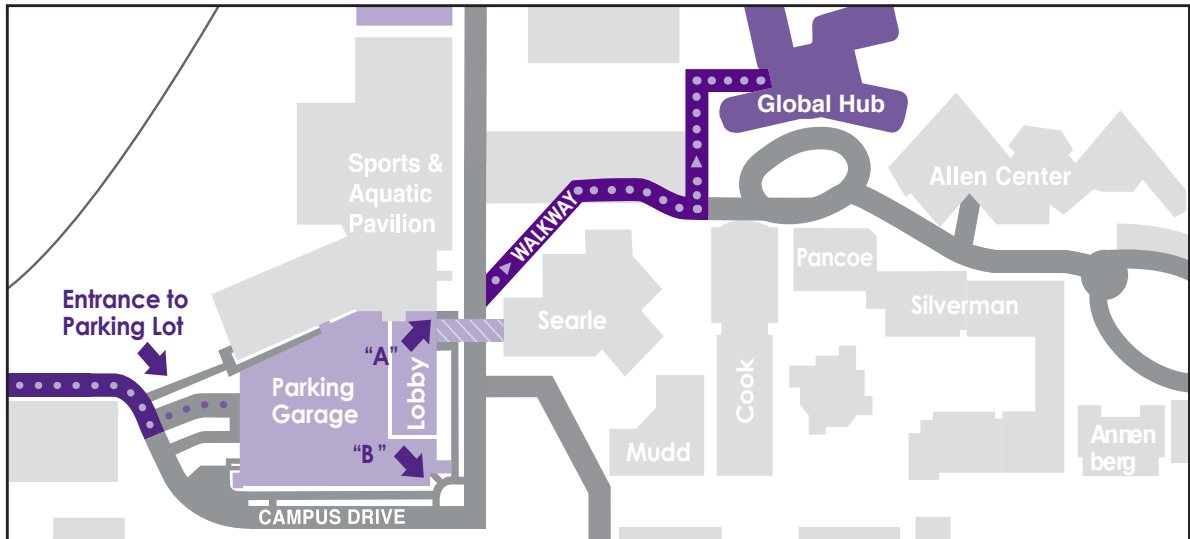 Global Hub
Sports &
Aquatic
Pavilion
Allen Center
WALKWAY
Pancoe
Entrance to
Parking Lot
Silverman
Searle
“A”
Parking
Garage
Lobby
Cook
Annen
berg
“B”
Mudd
CAMPUS DRIVE